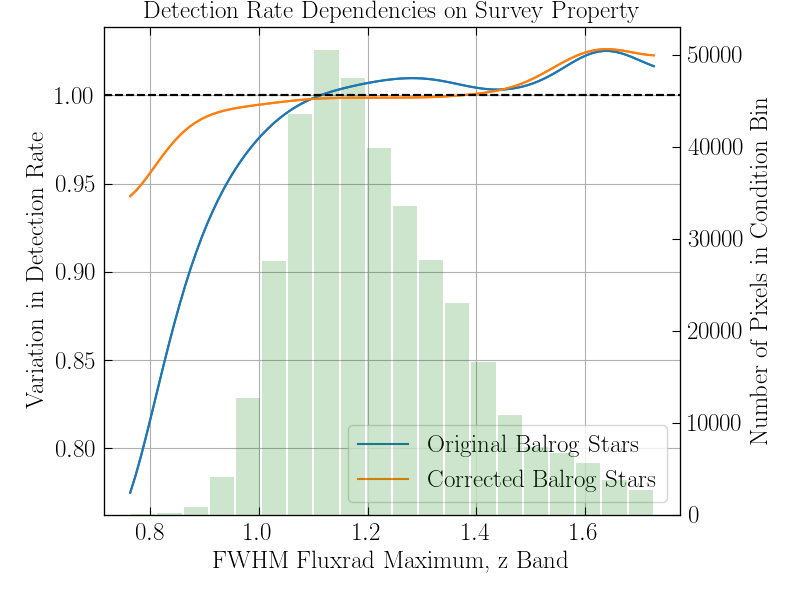 Detection Rate Dependencies on Survey Property
Variation in Detection Rate
1.00
0.95
0.90
0.85
0.80
50000
40000
30000
20000
10000
0
Number of Pixels in Condition Bin
Original Balrog Stars
Corrected Balrog Stars
0.8 1.0 1.2 1.4 1.6
FWHM Fluxrad Maximum, z Band